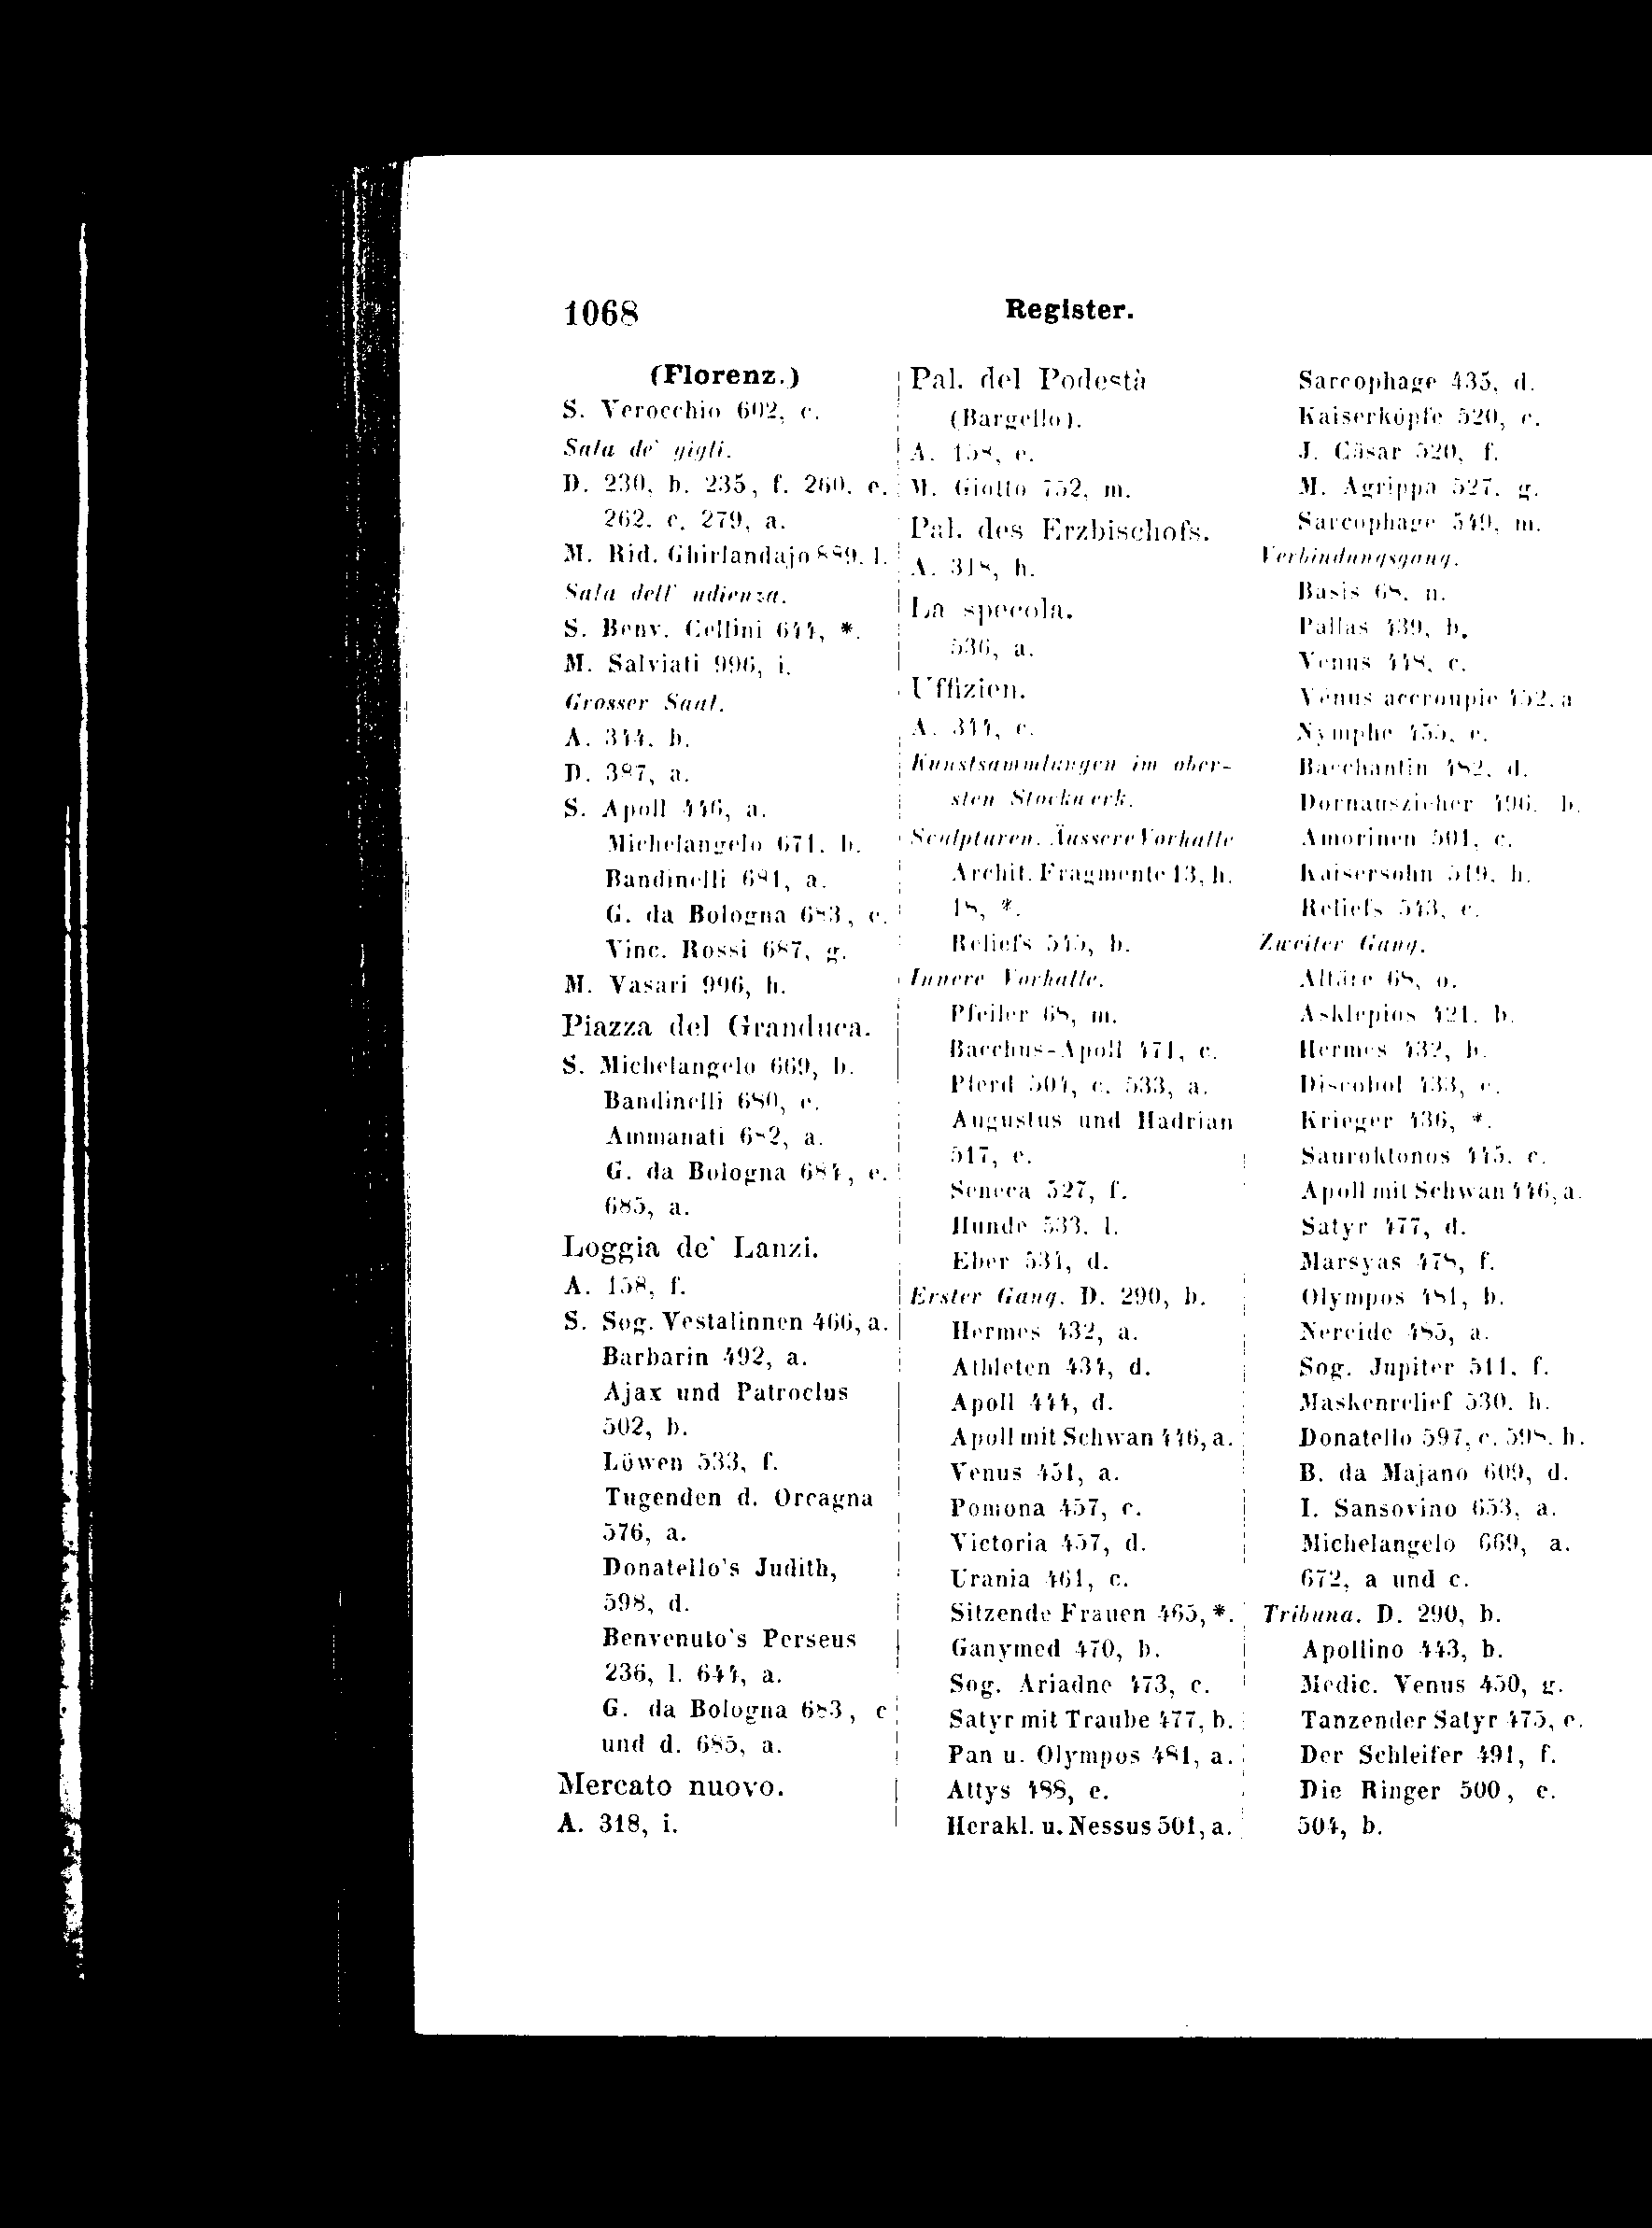 1068
Register.
(Florenz.)
S. Verocchio 602, c.
Sala de' gigli.
D. 230, b. 235, f. 260, e.
262, c, 279, a.
M. Rid. Ghirlandajo 889, l.
Sala dell' udienza.
S. Benv. Cellini 644, *.
M. Salviati 996, i.
Grosser Saal.
A. 344, b.
D. 387, a.
S. Apoll 446, a.
Michelangelo 671, b.
Bandinelli 681, a.
G. da Bologna 683, e.
Vinc. Rossi 687, g.
M. Vasari 996, h.
Piazza del Granduca.
S. Michelangelo 669, b.
Bandinelli 680, e.
Ammanati 682, a.
G. da Bologna 684, e.
685, a.
Loggia de' Lanzi.
A. 158, f.
S. Sog. Vestalinnen 466, a.
Barbarin 492, a.
Ajax und Patroclus
502, b.
Löwen 533, f.
Tugenden d. Orcagna
576, a.
Donatello's Judith,
598, d.
Benvenuto's Perseus
236, l. 644, a.
G. da Bologna 683, c
und d. 685, a.
Mercato nuovo.
A. 318, i.
Pal. del Podestà
(Bargello).
A. 158, e.
M. Giotto 752, m.
Pal. des Erzbischofs.
A. 318, h.
La specola.
536, a.
Uffizien.
A. 344, c.
Kunstsammlungen im ober-
sten Stockwerk.
Sculpturen. Äussere Vorhalle
Archit. Fragmente 13, h.
18, *.
Reliefs 545, b.
Innere Vorhalle.
Pfeiler 68, m.
Bacchus-Apoll 471, c.
Pferd 504, c. 533, a.
Augustus und Hadrian
517, e.
Seneca 527, f.
Hunde 533, l.
Eber 534, d.
Erster Gang. D. 290, b.
Hermes 432, a.
Athleten 434, d.
Apoll 444, d.
Apoll mit Schwan 446, a.
Venus 451, a.
Pomona 457, c.
Victoria 457, d.
Urania 461, c.
Sitzende Frauen 465, *.
Ganymed 470, b.
Sog. Ariadne 473, c.
Satyr mit Traube 477, b.
Pan u. Olympos 481, a.
Attys 488, e.
Herakl. u. Nessus 501, a.
Sarcophage 435, d.
Kaiserköpfe 520, c.
J. Cäsar 520, f.
M. Agrippa 527, g.
Sarcophage 549, m.
Verbindungsgang.
Basis 68, n.
Pallas 439, b.
Venus 448, c.
Vénus accroupie 452, a
Nymphe 455, e.
Bacchantin 482, d.
Dornauszieher 496, b.
Amorinen 501, c.
Kaisersohn 519, h.
Reliefs 543, c.
Zweiter Gang.
Altäre 68, o.
Asklepios 421, b.
Hermes 432, b.
Discobol 433, c.
Krieger 436, *.
Sauroktonos 445, c.
Apoll mit Schwan 446, a.
Satyr 477, d.
Marsyas 478, f.
Olympos 481, b.
Nereide 485, a.
Sog. Jupiter 511, f.
Maskenrelief 530, h.
Donatello 597, c. 598, h.
B. da Majano 609, d.
I. Sansovino 653, a.
Michelangelo 669, a.
672, a und c.
Tribuna. D. 290, b.
Apollino 443, b.
Medic. Venus 450, g.
Tanzender Satyr 475, e.
Der Schleifer 491, f.
Die Ringer 500, e.
504, b.